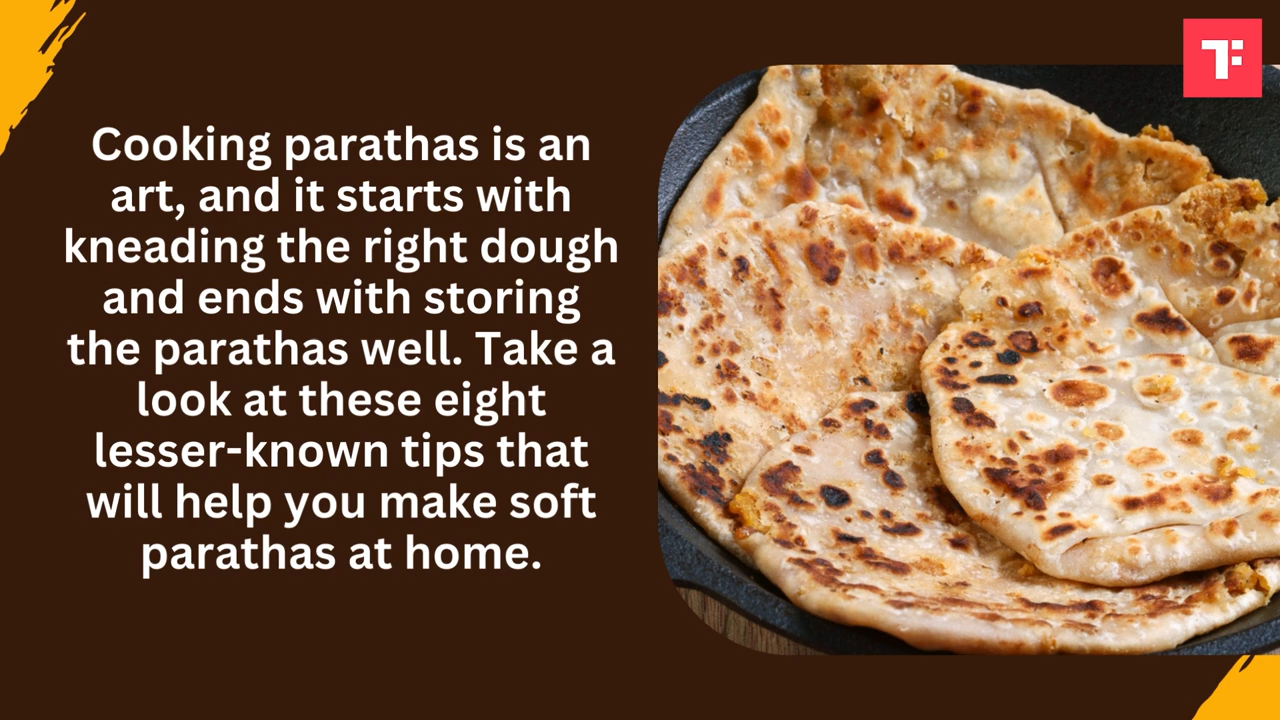 Cooking parathas is an
art, and it starts with
kneading the right dough
and ends with storing
the parathas well. Take a
look at these eight
lesser-known tips that
will help you make soft
parathas at home.
TF